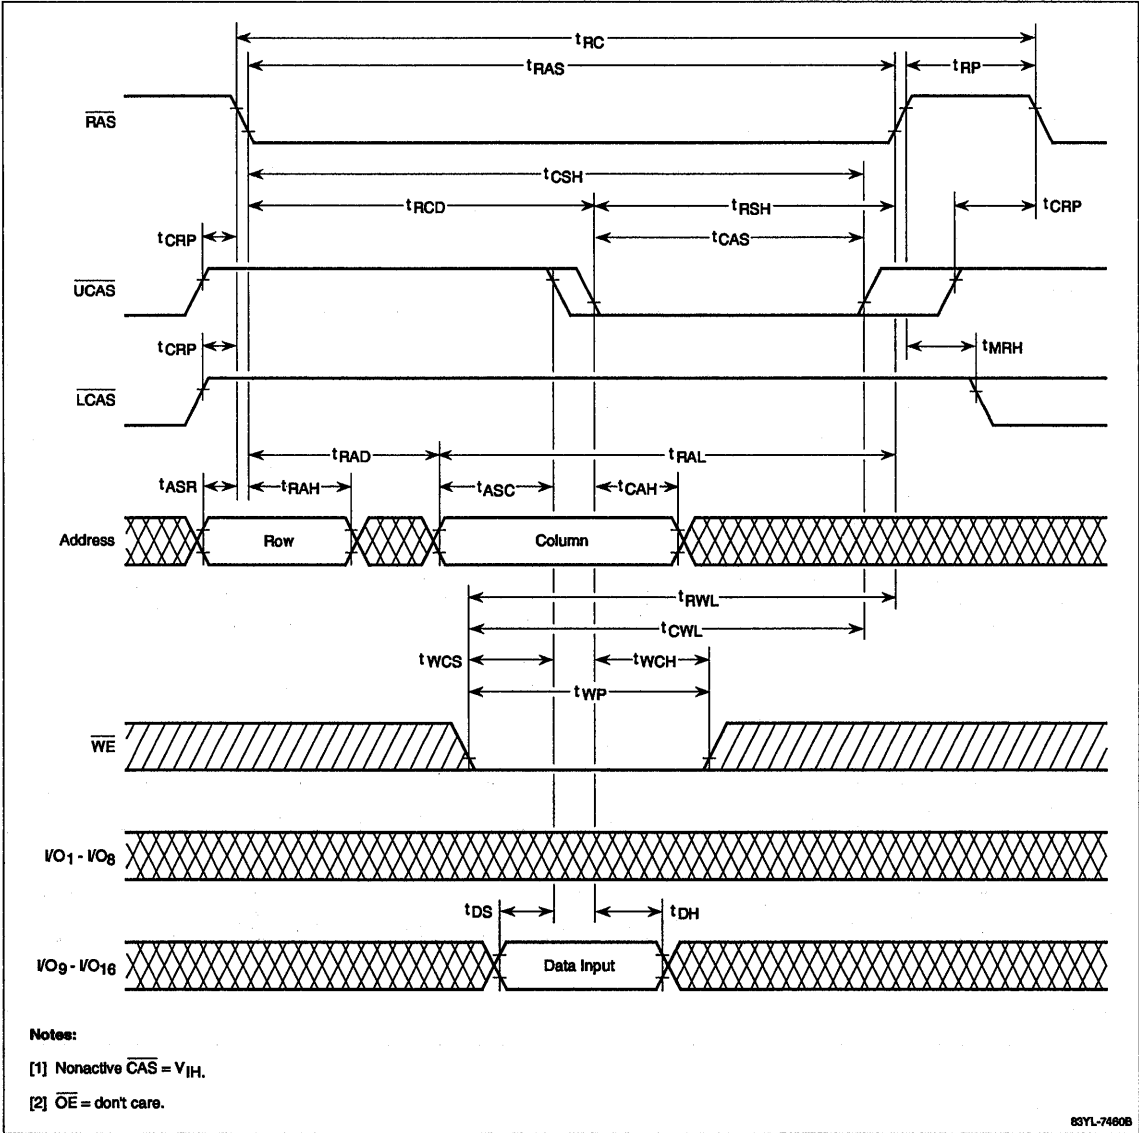 tRC
tRAS
tRP
RAS
tCSH
tRCD
tRSH
tCRP
tCRP
tCAS
UCAS
tCRP
tMRH
LCAS
tRAD
tRAL
tASR
tRAH
tASC
tCAH
Address
Row
Column
tRWL
tCWL
tWCS
tWCH
tWP
WE
I/O1 - I/O8
tDS
tDH
I/O9 - I/O16
Data Input
Notes:
[1] Nonactive CAS = VIH.
[2] OE = don't care.
83YL-7460B